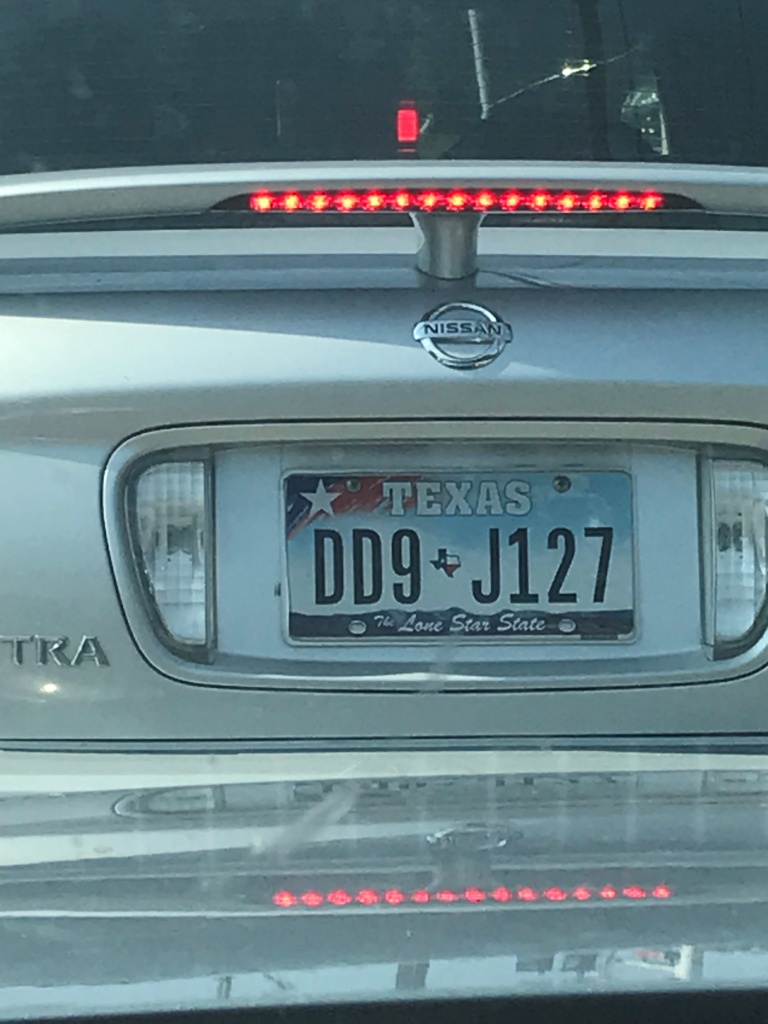 NISSAN
TEXAS
DD9 J127
The Lone Star State
TRA